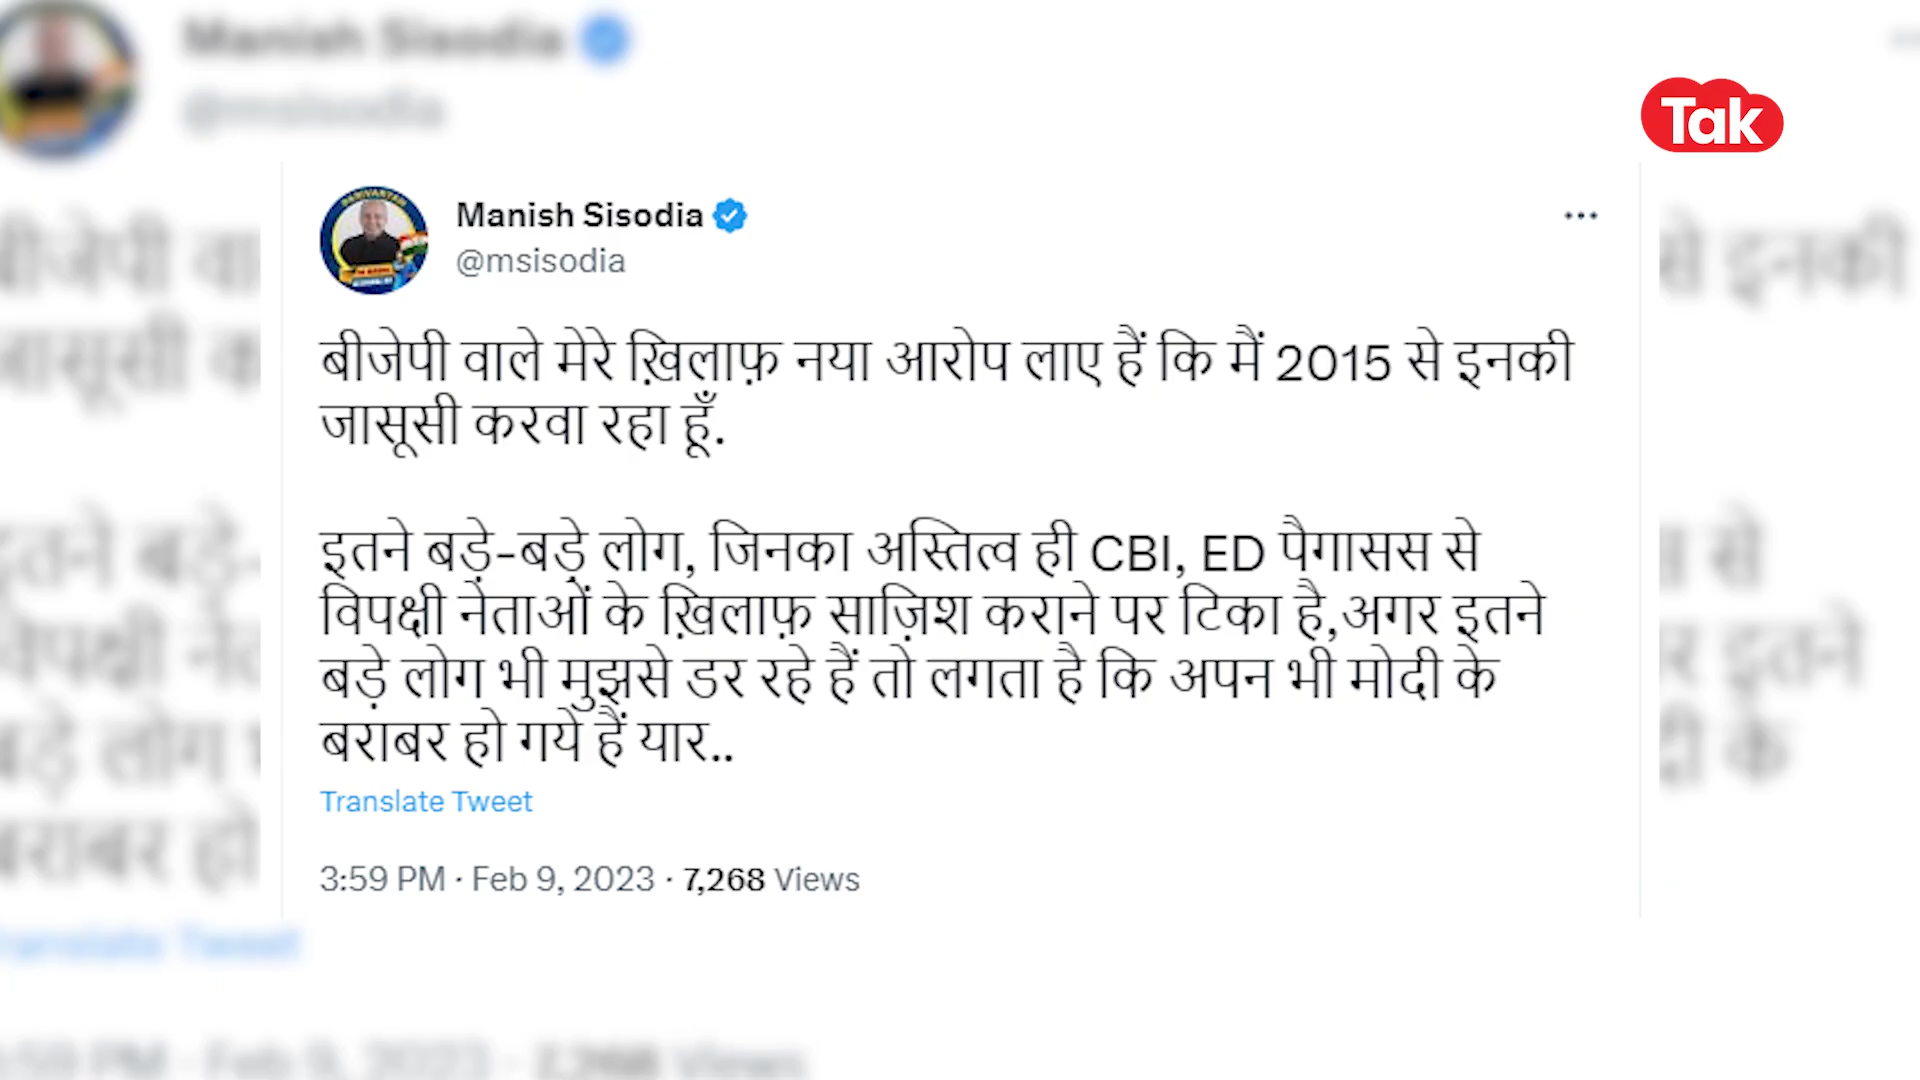 Tak
Manish Sisodia
@msisodia
बीजेपी वाले मेरे ख़िलाफ़ नया आरोप लाए हैं कि मैं 2015 से इनकी
जासूसी करवा रहा हूँ.
इतने बड़े-बड़े लोग, जिनका अस्तित्व ही CBI, ED पैगासस से
विपक्षी नेताओं के ख़िलाफ़ साज़िश कराने पर टिका है,अगर इतने
बड़े लोग भी मुझसे डर रहे हैं तो लगता है कि अपन भी मोदी के
बराबर हो गये हैं यार..
Translate Tweet
3:59 PM · Feb 9, 2023 · 7,268 Views